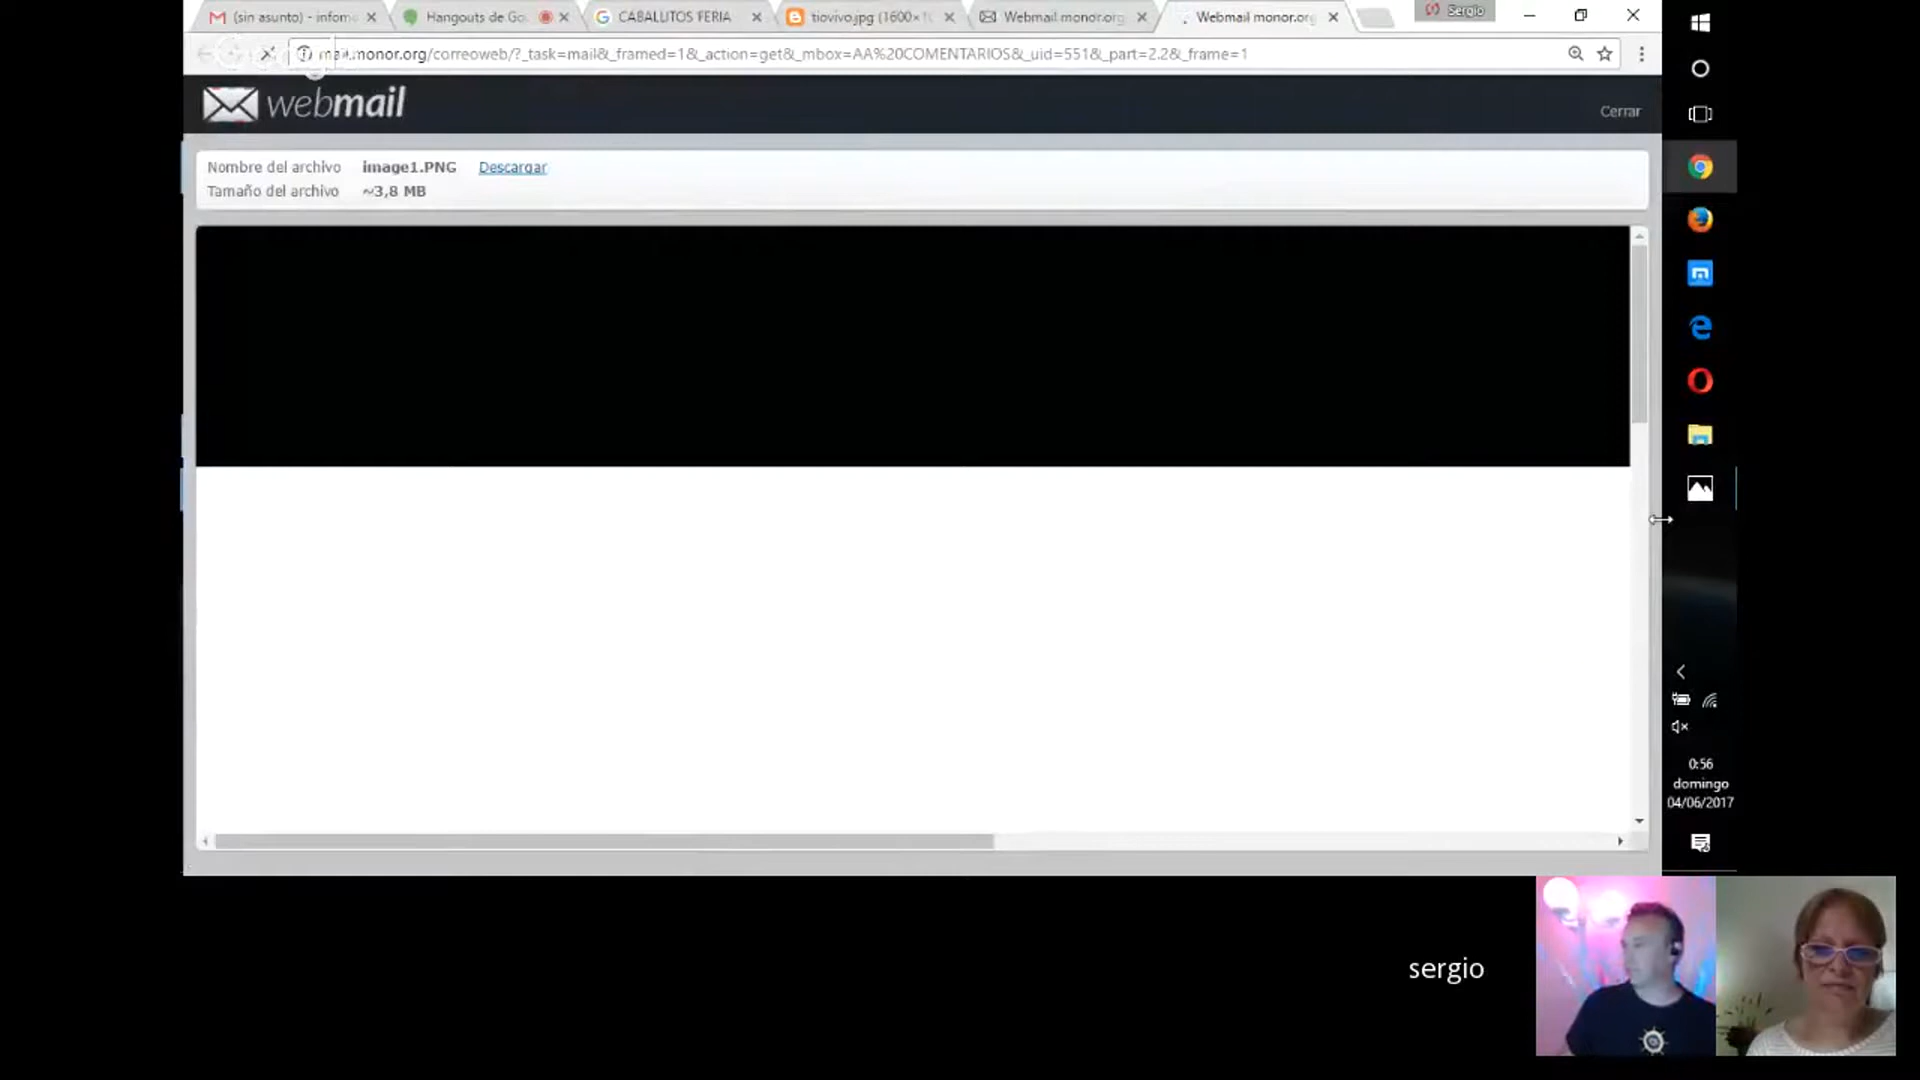 (sin asunto) - infom
Hangouts de Go
CABALLITOS FERIA
tiovivo.jpg (1600×1
Webmail monor.org
Webmail monor.org
Sergio
.monor.org/correoweb/?_task=mail&_framed=1&_action=get&_mbox=AA%20COMENTARIOS&_uid=551&_part=2.2&_frame=1
webmail
Cerrar
Nombre del archivo image1.PNG Descargar
Tamaño del archivo ~3,8 MB
0:56
domingo
04/06/2017
sergio